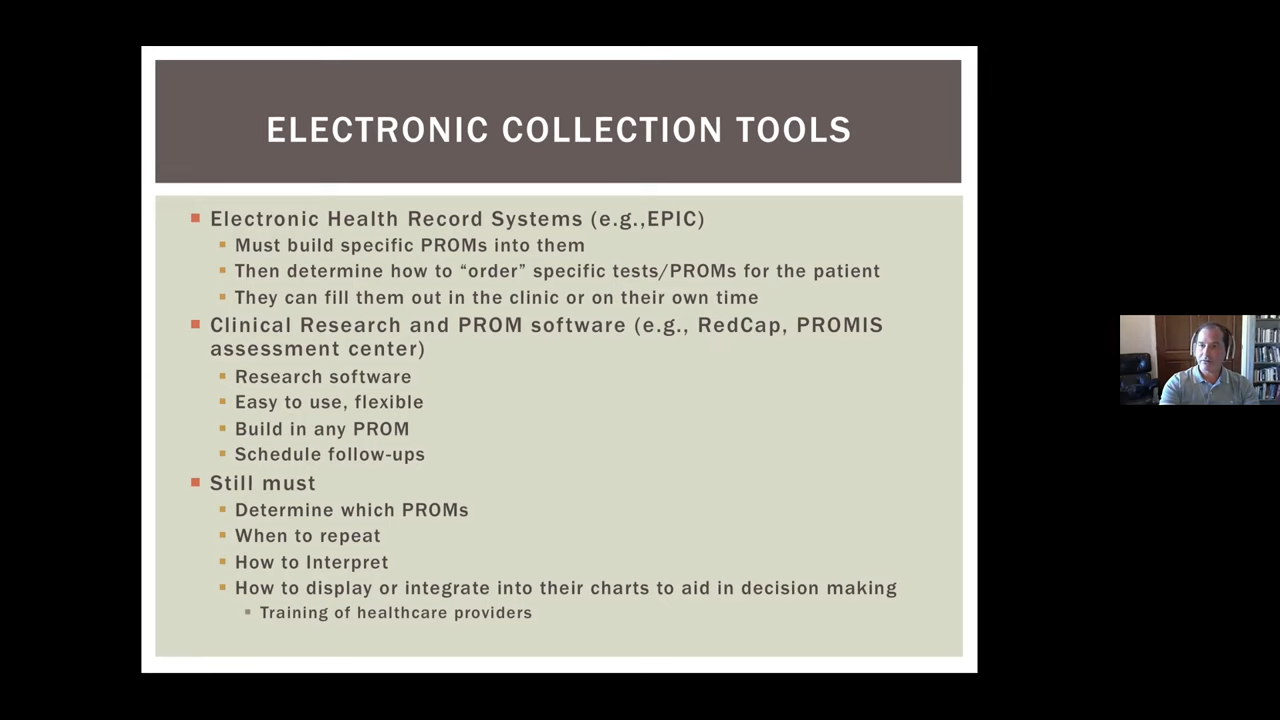 ELECTRONIC COLLECTION TOOLS
Electronic Health Record Systems (e.g.,EPIC)
Must build specific PROMs into them
Then determine how to “order” specific tests/PROMs for the patient
They can fill them out in the clinic or on their own time
Clinical Research and PROM software (e.g., RedCap, PROMIS
assessment center)
Research software
Easy to use, flexible
Build in any PROM
Schedule follow-ups
Still must
Determine which PROMs
When to repeat
How to Interpret
How to display or integrate into their charts to aid in decision making
Training of healthcare providers